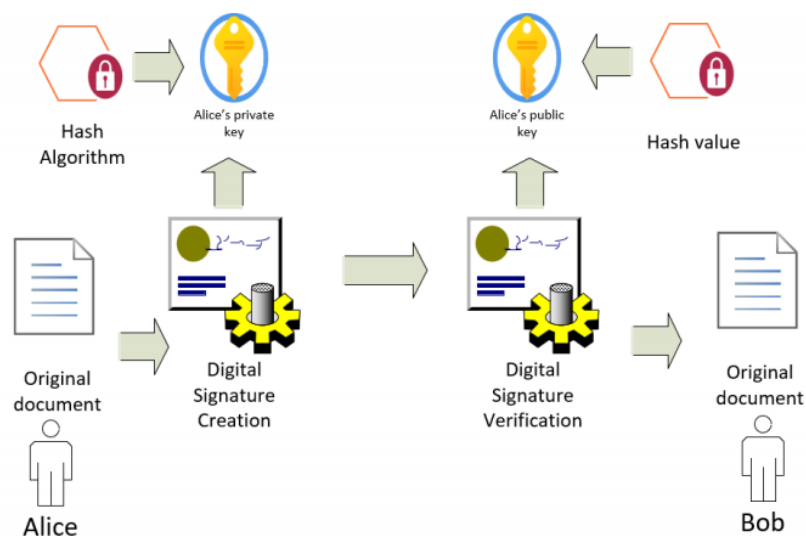 Hash
Algorithm
Alice's private
key
Alice's public
key
Hash value
Original
document
Digital
Signature
Creation
Digital
Signature
Verification
Original
document
Alice
Bob